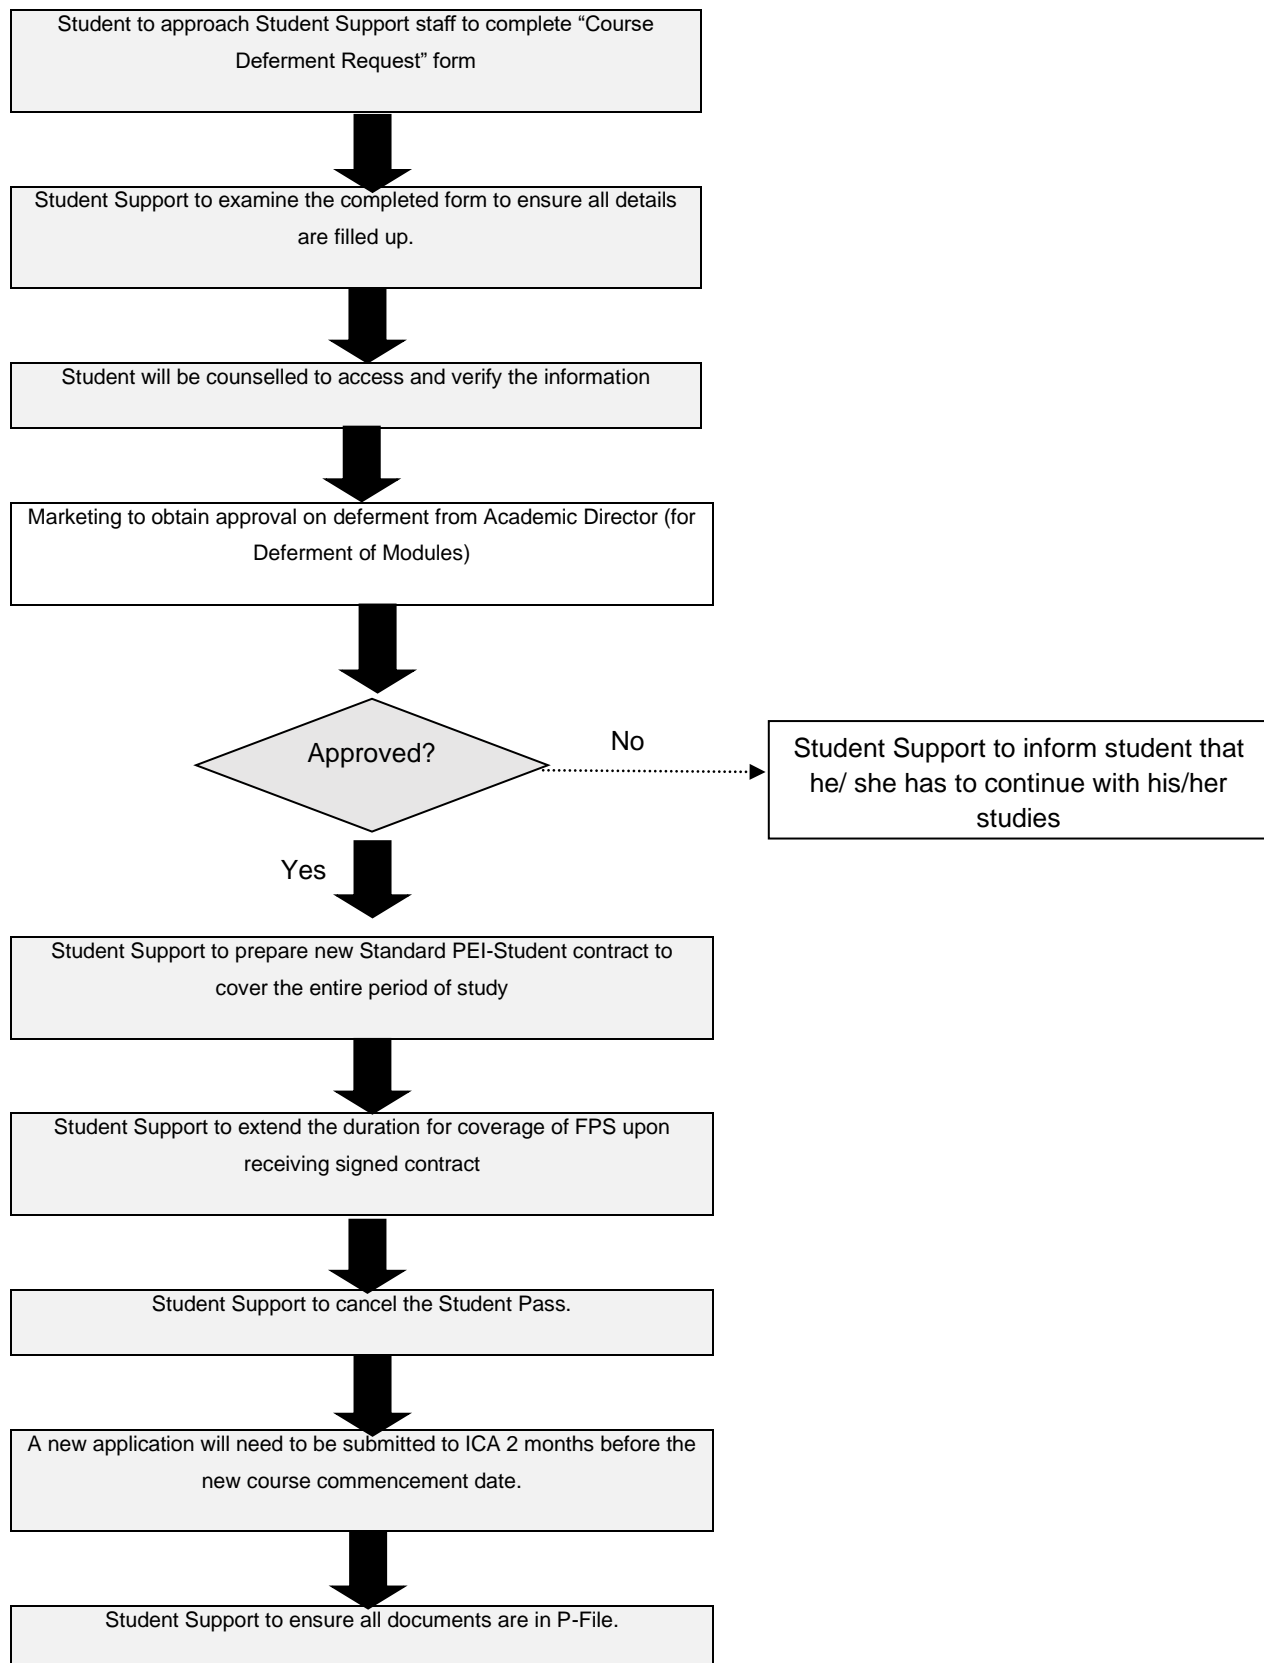 Student to approach Student Support staff to complete “Course
Deferment Request” form
Student Support to examine the completed form to ensure all details
are filled up.
Student will be counselled to access and verify the information
Marketing to obtain approval on deferment from Academic Director (for
Deferment of Modules)
Approved?
No
Student Support to inform student that
he/ she has to continue with his/her
studies
Yes
Student Support to prepare new Standard PEI-Student contract to
cover the entire period of study
Student Support to extend the duration for coverage of FPS upon
receiving signed contract
Student Support to cancel the Student Pass.
A new application will need to be submitted to ICA 2 months before the
new course commencement date.
Student Support to ensure all documents are in P-File.